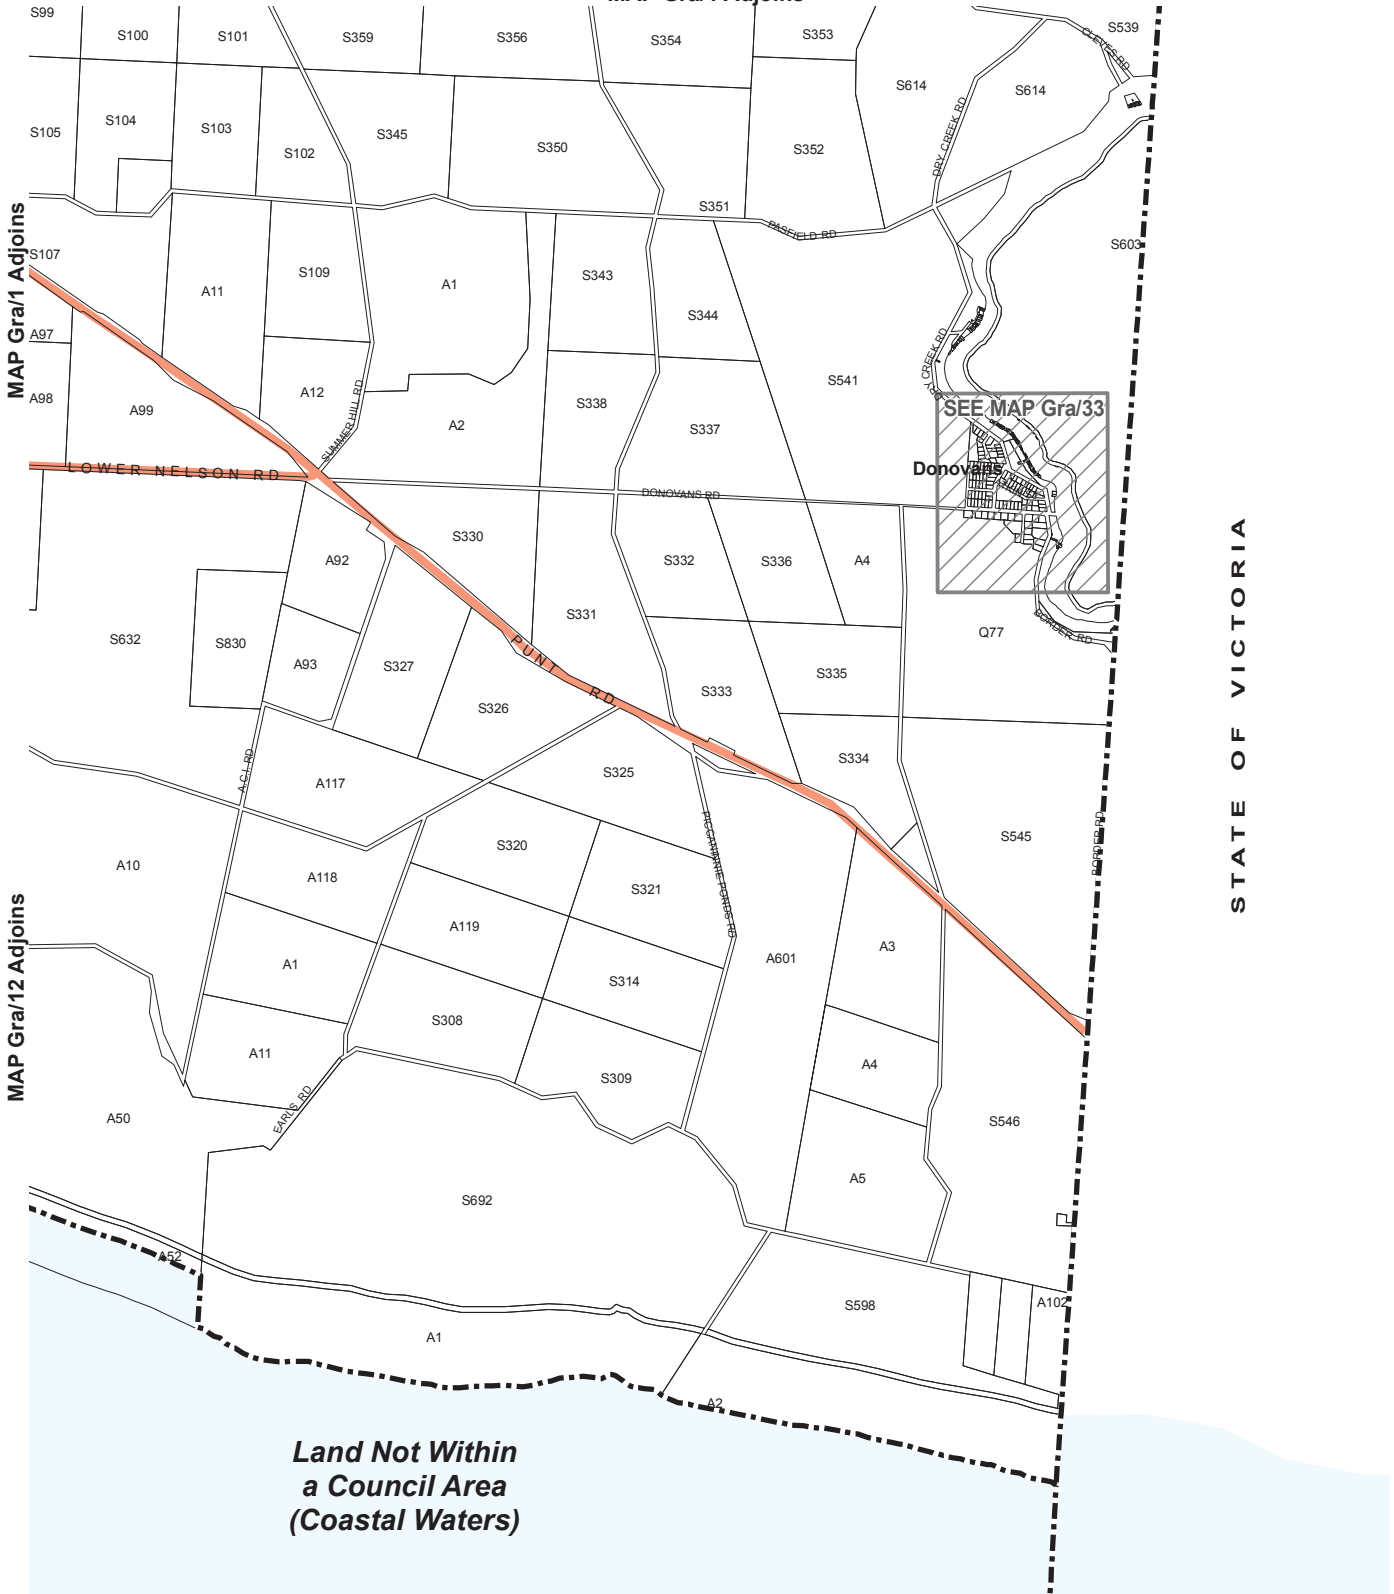 S99
S100
S101
S359
S356
S354
S353
S539
CLEVES RD
S614
S614
S105
S104
S103
S102
S345
S350
S352
DRY CREEK RD
S351
PASFIELD RD
S603
MAP Gra/1 Adjoins
S107
A11
S109
A1
S343
S344
A97
A98
A99
A12
SUMMER HILL RD
A2
S338
S337
S541
DRY CREEK RD
SEE MAP Gra/33
Donovans
LOWER NELSON RD
DONOVANS RD
A92
S330
S332
S336
A4
S632
S830
A93
S327
S331
PUNT RD
Q77
BORDER RD
STATE OF VICTORIA
S326
S333
S335
A.C.I. RD
A117
S325
S334
S545
BORDER RD
PICCANINNIE PONDS RD
A10
A118
S320
S321
A119
A1
S314
A601
A3
MAP Gra/12 Adjoins
S308
A11
S309
A4
A50
EARLS RD
S546
A5
S692
A52
A1
S598
A102
A2
Land Not Within
a Council Area
(Coastal Waters)